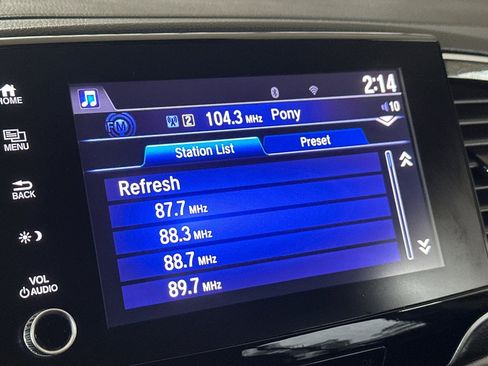 2:14
HOME
FM 2 104.3 MHz Pony 10
MENU
Station List Preset
Refresh
BACK
87.7 MHz
88.3 MHz
88.7 MHz
VOL
AUDIO
89.7 MHz